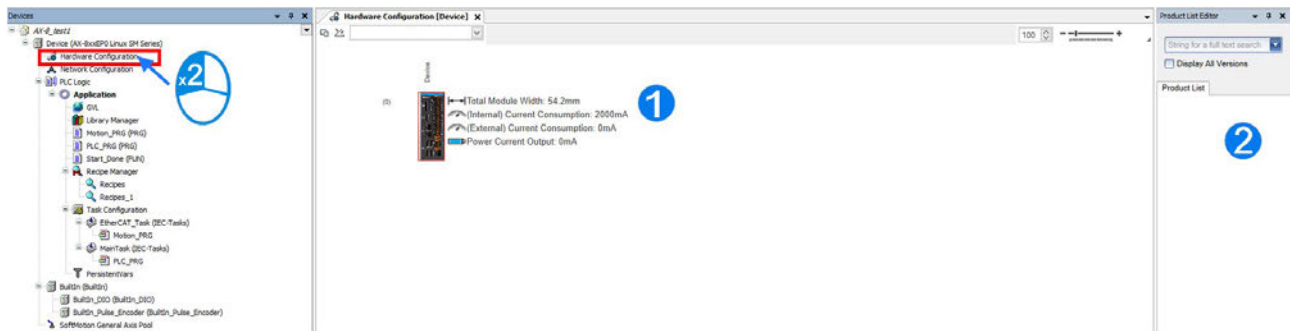 Devices
AX-8_test1
Device (AX-8xxEP0 Linux SM Series)
Hardware Configuration
Network Configuration
PLC Logic
Application
GVL
Library Manager
Motion_PRG (PRG)
PLC_PRG (PRG)
Start_Done (FUN)
Recipe Manager
Recipes
Recipes_1
Task Configuration
EtherCAT_Task (IEC-Tasks)
Motion_PRG
MainTask (IEC-Tasks)
PLC_PRG
PersistentVars
BuiltIn (BuiltIn)
BuiltIn_DIO (BuiltIn_DIO)
BuiltIn_Pulse_Encoder (BuiltIn_Pulse_Encoder)
SoftMotion General Axis Pool
x2
Hardware Configuration [Device]
100
Device
(0)
Total Module Width: 54.2mm
(Internal) Current Consumption: 2000mA
(External) Current Consumption: 0mA
Power Current Output: 0mA
1
Product List Editor
String for a full text search
Display All Versions
Product List
2